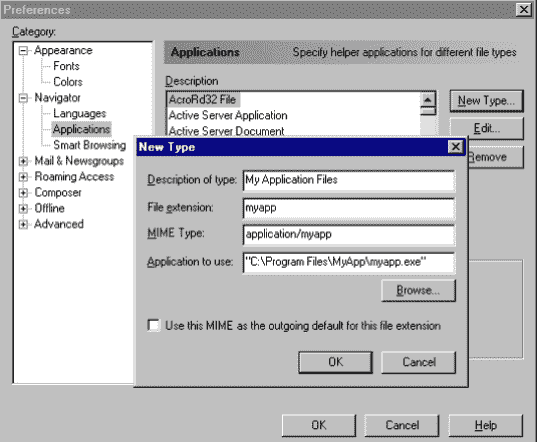 Preferences
Category:
Appearance
Fonts
Colors
Navigator
Languages
Applications
Smart Browsing
Mail & Newsgroups
Roaming Access
Composer
Offline
Advanced
Applications Specify helper applications for different file types
Description
AcroRd32 File
Active Server Application
Active Server Document
New Type...
Edit...
Remove
New Type
Description of type: My Application Files
File extension: myapp
MIME Type: application/myapp
Application to use: "C:\Program Files\MyApp\myapp.exe"
Browse...
Use this MIME as the outgoing default for this file extension
OK Cancel
OK Cancel Help